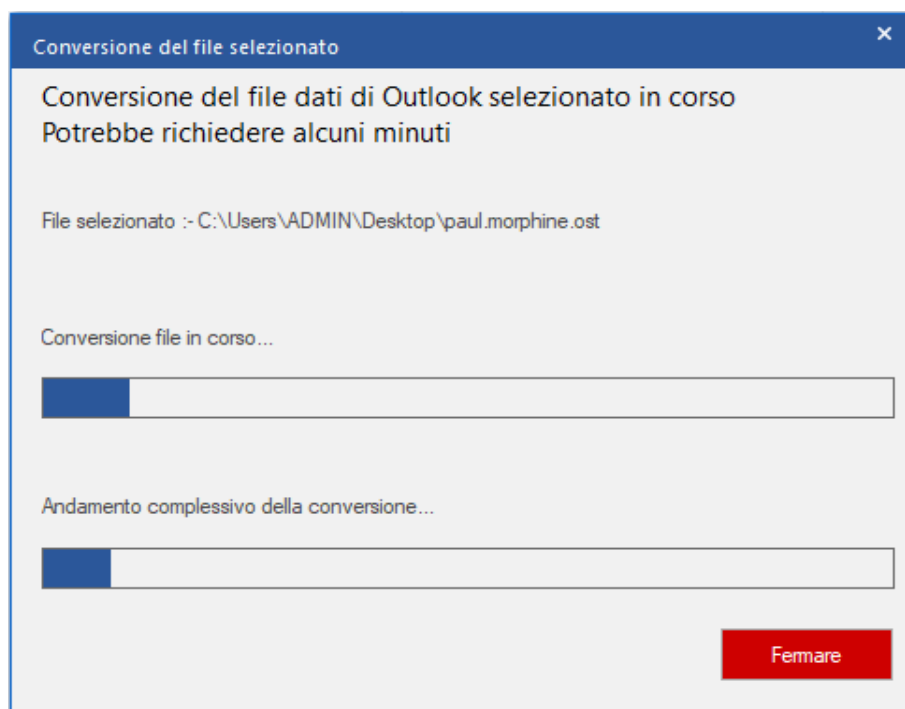 Conversione del file selezionato
Conversione del file dati di Outlook selezionato in corso
Potrebbe richiedere alcuni minuti
File selezionato :- C:\Users\ADMIN\Desktop\paul.morphine.ost
Conversione file in corso...
Andamento complessivo della conversione...
Fermare